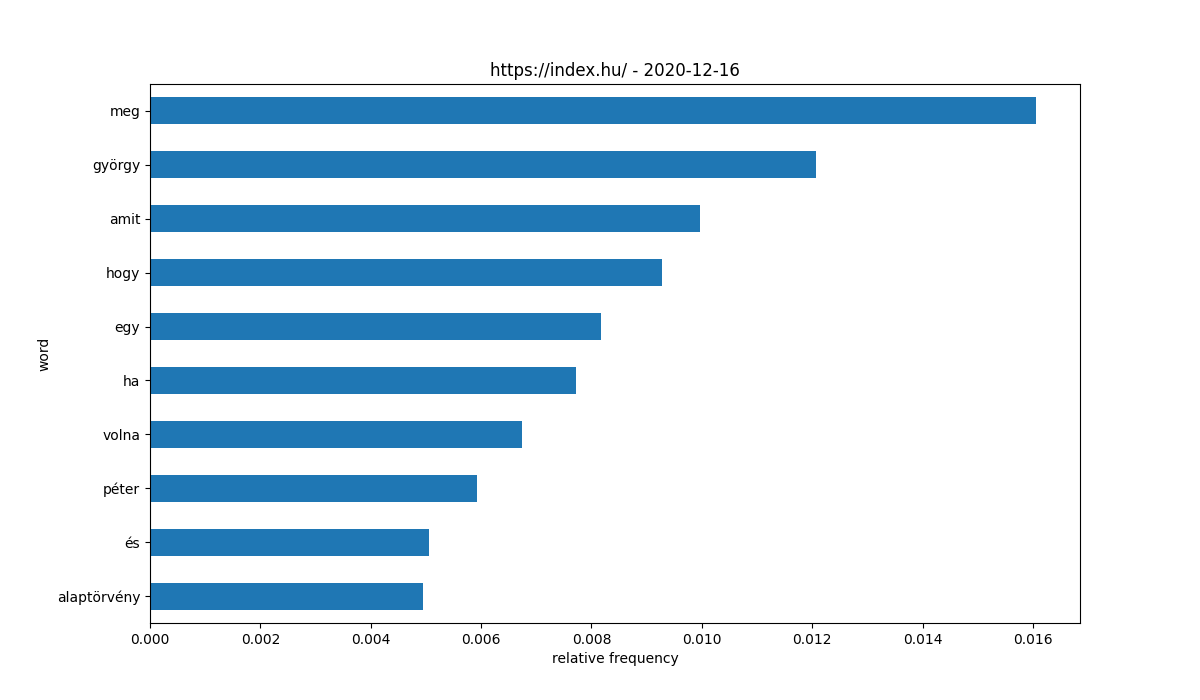 https://index.hu/ - 2020-12-16
word
meg
györgy
amit
hogy
egy
ha
volna
péter
és
alaptörvény
0.000 0.002 0.004 0.006 0.008 0.010 0.012 0.014 0.016
relative frequency